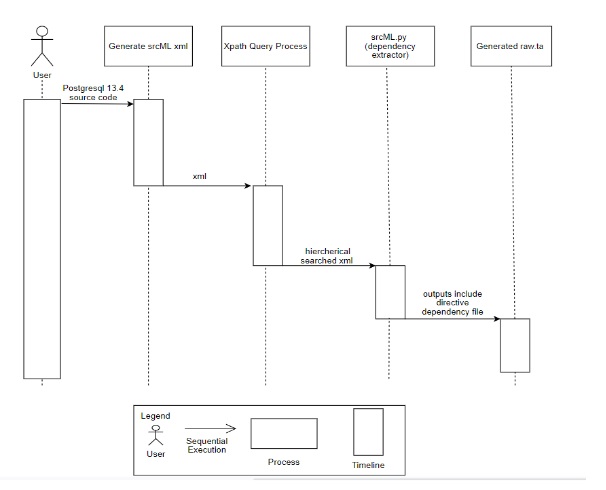 User
Generate srcML xml
Xpath Query Process
srcML.py
(dependency
extractor)
Generated raw.ta
Postgresql 13.4
source code
xml
hiercherical
searched xml
outputs include
directive
dependency file
Legend
User
Sequential
Execution
Process
Timeline